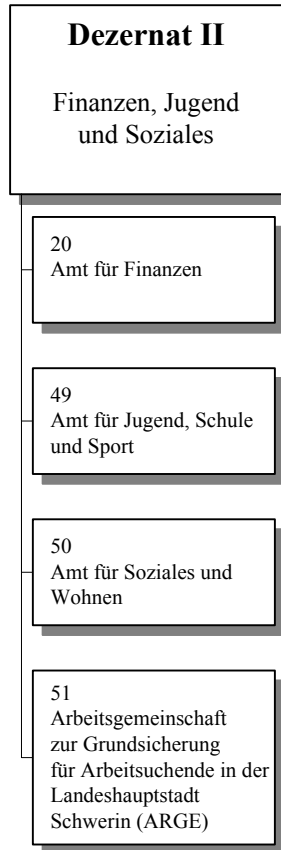 Dezernat II
Finanzen, Jugend
und Soziales
20
Amt für Finanzen
49
Amt für Jugend, Schule
und Sport
50
Amt für Soziales und
Wohnen
51
Arbeitsgemeinschaft
zur Grundsicherung
für Arbeitsuchende in der
Landeshauptstadt
Schwerin (ARGE)